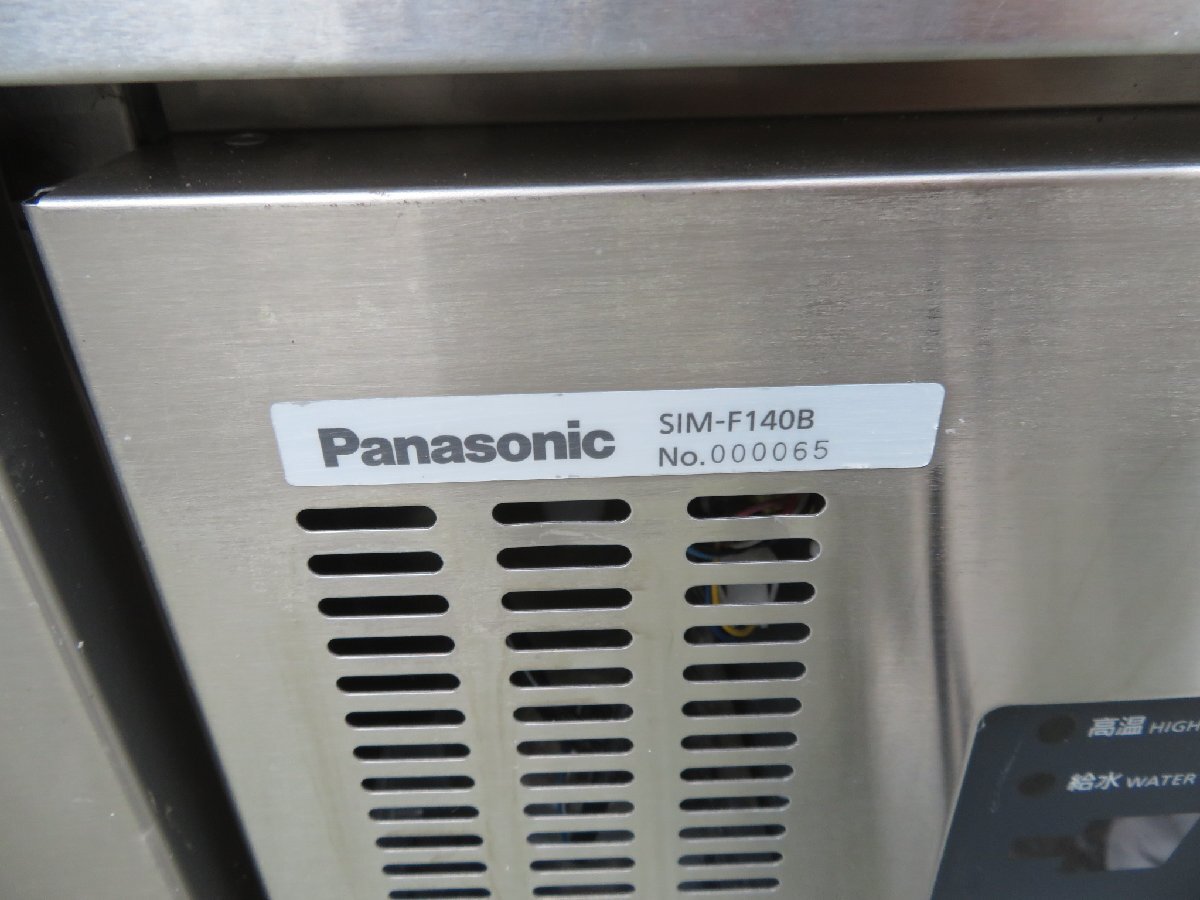 Panasonic
SIM-F140B
No.000065
高温 HIGH
給水 WATER